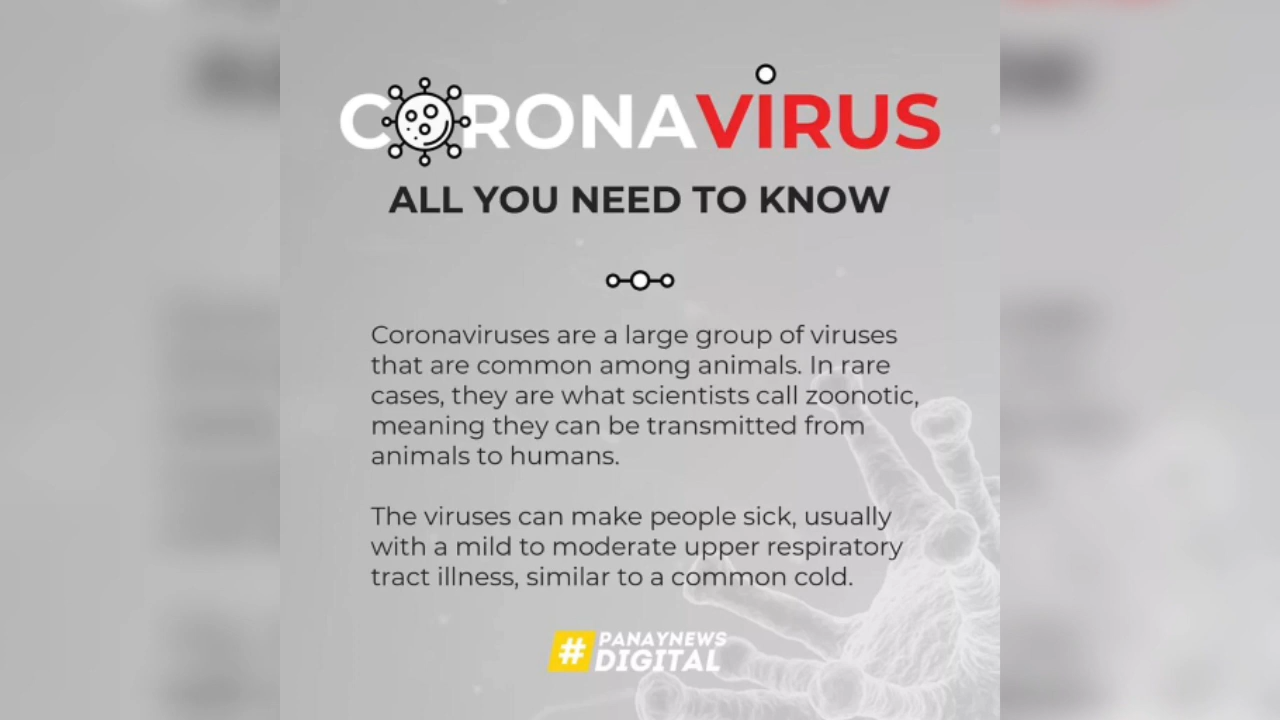 CORONAVIRUS
ALL YOU NEED TO KNOW
Coronaviruses are a large group of viruses
that are common among animals. In rare
cases, they are what scientists call zoonotic,
meaning they can be transmitted from
animals to humans.
The viruses can make people sick, usually
with a mild to moderate upper respiratory
tract illness, similar to a common cold.
# PANAYNEWS
DIGITAL